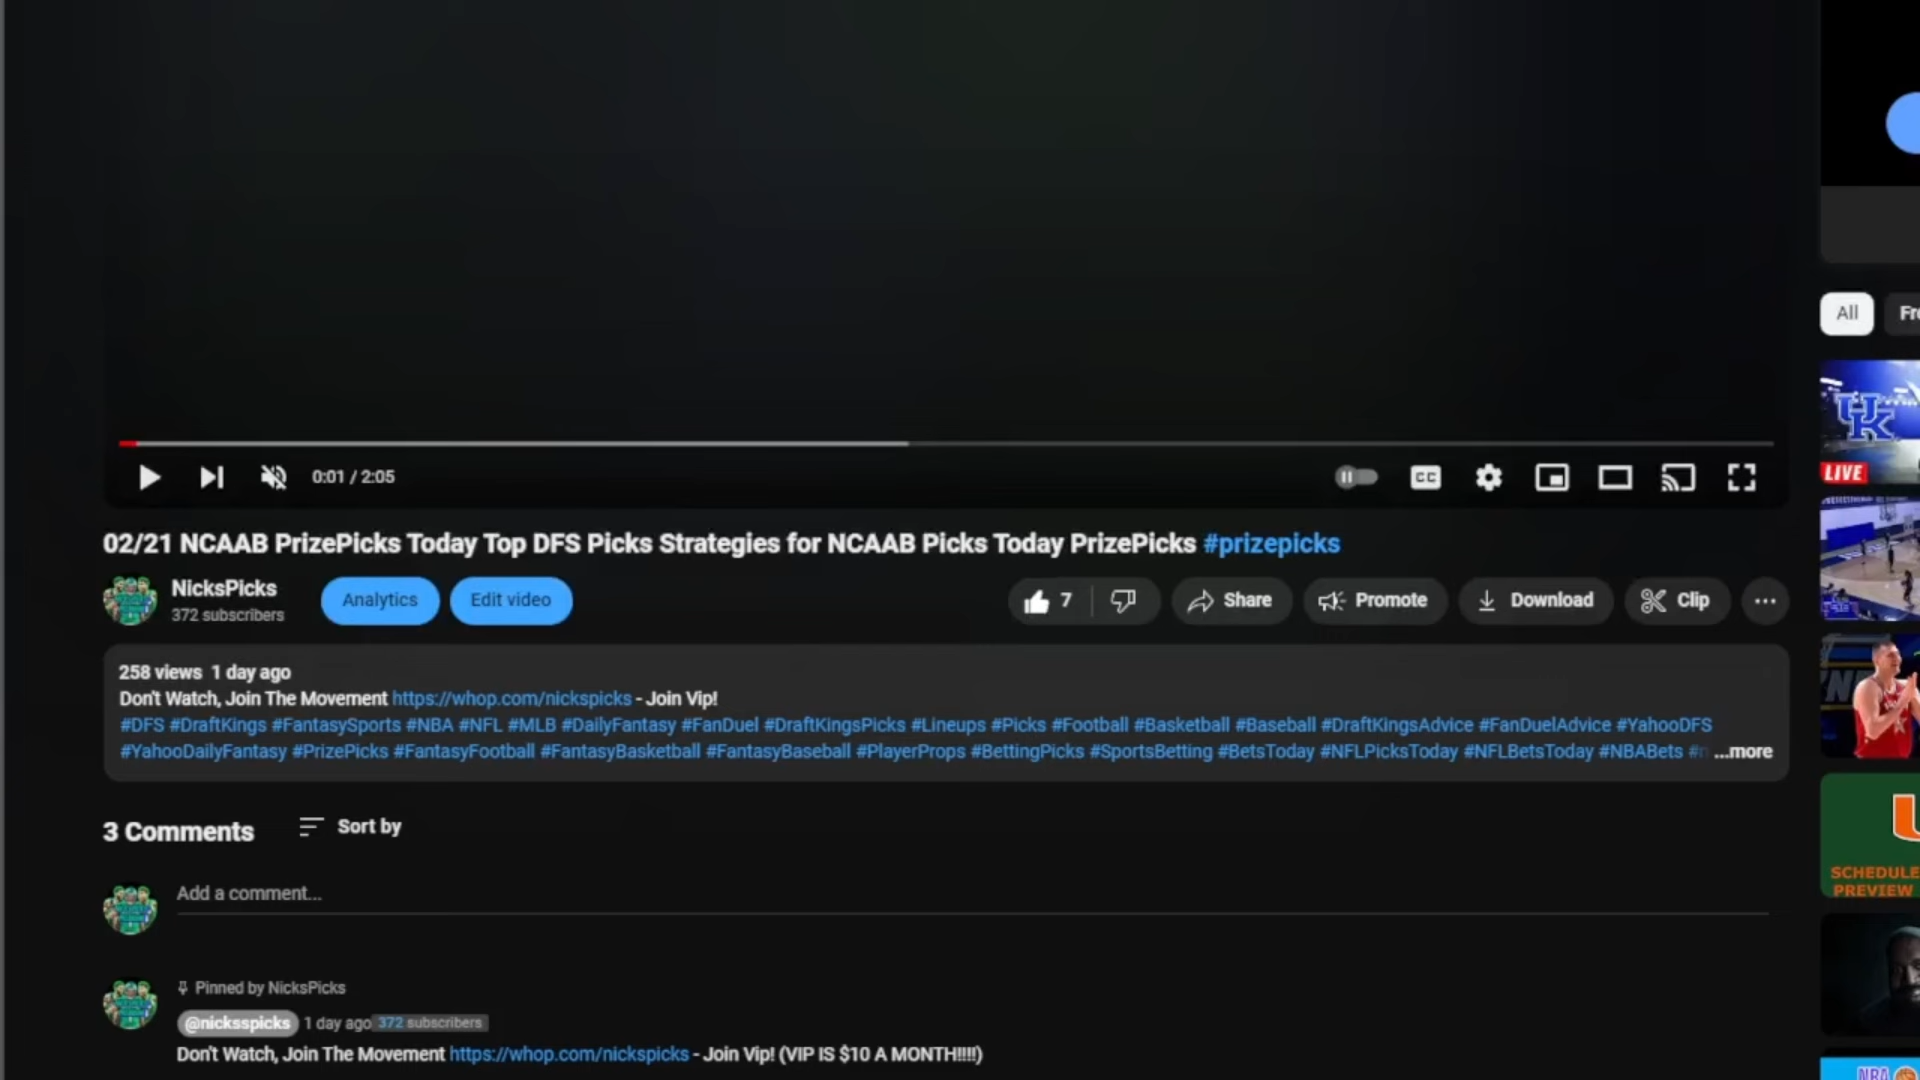 All
LIVE
0:01 / 2:05
CC
02/21 NCAAB PrizePicks Today Top DFS Picks Strategies for NCAAB Picks Today PrizePicks #prizepicks
NicksPicks
372 subscribers
Analytics
Edit video
7
Share
Promote
Download
Clip
258 views 1 day ago
Don't Watch, Join The Movement https://whop.com/nickspicks - Join Vip!
#DFS #DraftKings #FantasySports #NBA #NFL #MLB #DailyFantasy #FanDuel #DraftKingsPicks #Lineups #Picks #Football #Basketball #Baseball #DraftKingsAdvice #FanDuelAdvice #YahooDFS
#YahooDailyFantasy #PrizePicks #FantasyFootball #FantasyBasketball #FantasyBaseball #PlayerProps #BettingPicks #SportsBetting #BetsToday #NFLPicksToday #NFLBetsToday #NBABets #n ...more
SCHEDULE
PREVIEW
3 Comments
Sort by
Add a comment...
Pinned by NicksPicks
@nicksspicks 1 day ago 372 subscribers
Don't Watch, Join The Movement https://whop.com/nickspicks - Join Vip! (VIP IS $10 A MONTH!!!!)
NBA